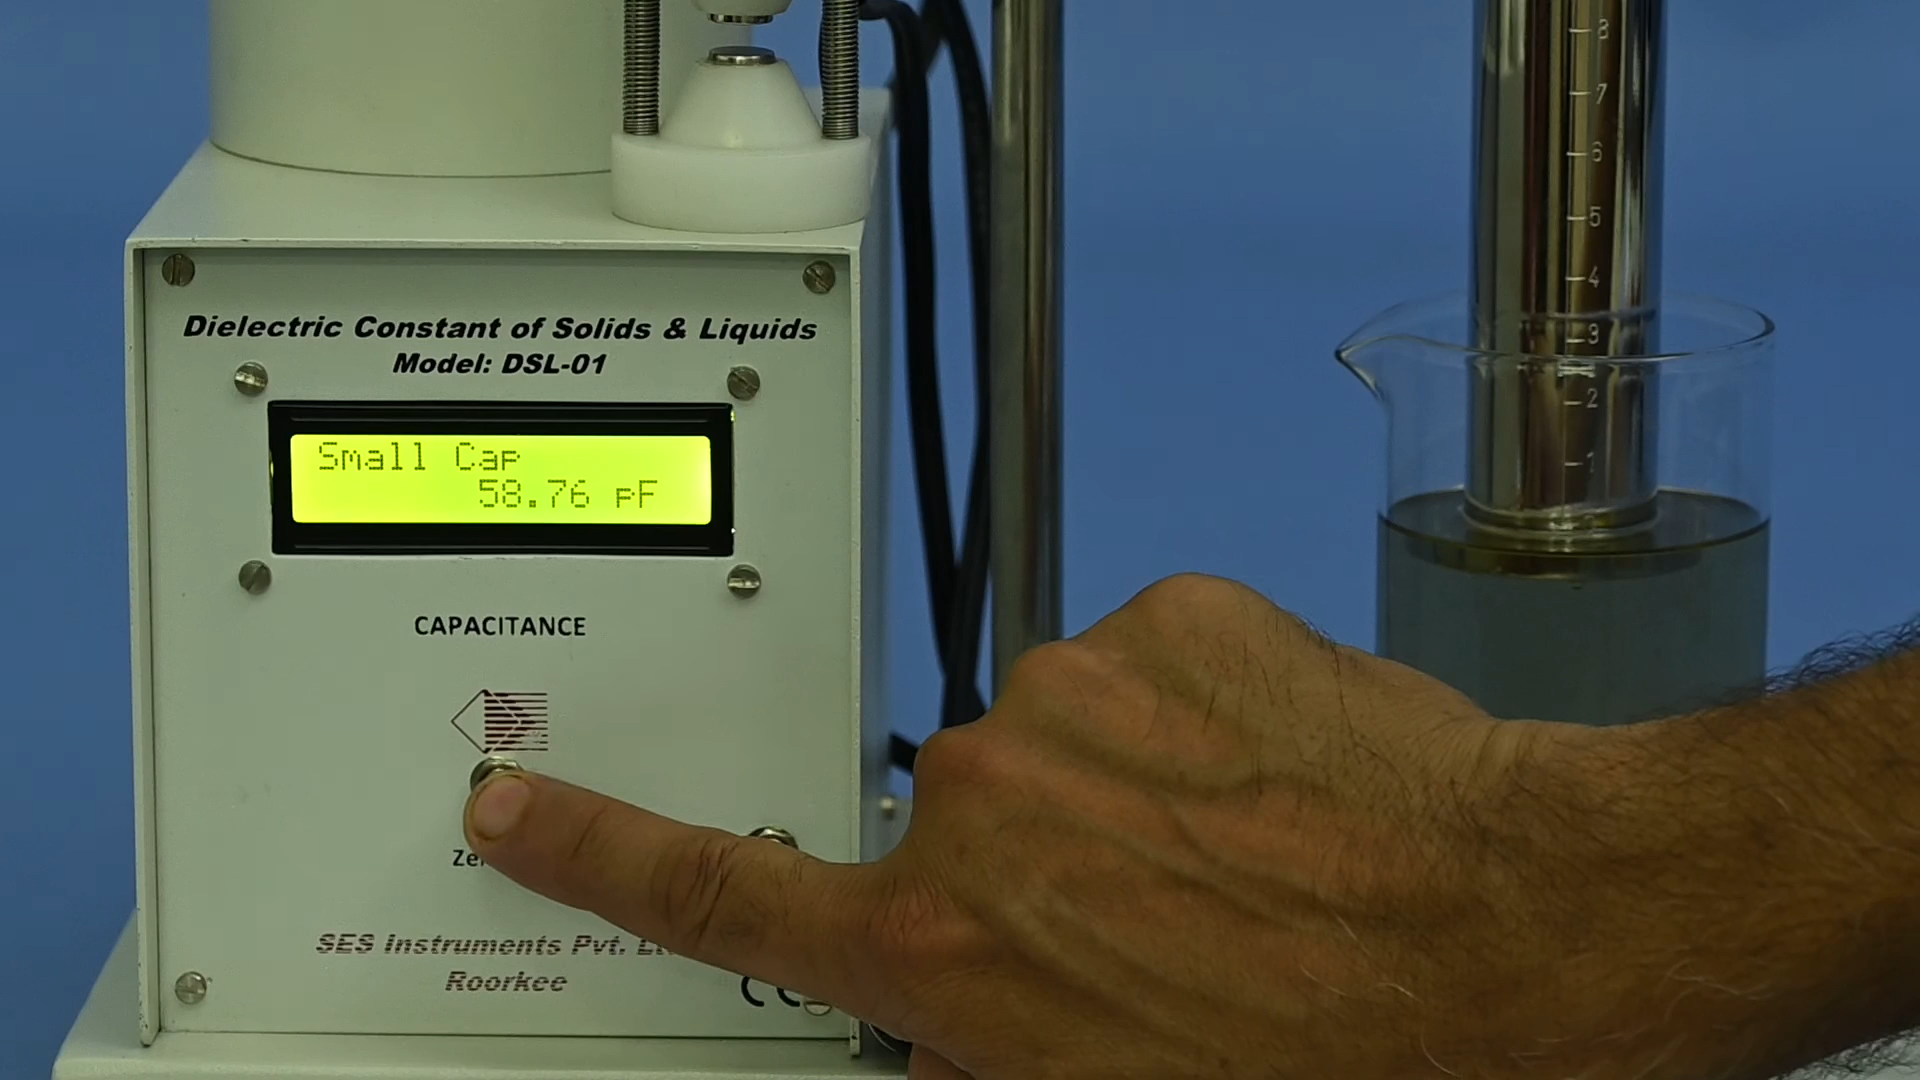 Dielectric Constant of Solids & Liquids
Model: DSL-01
Small Cap
58.76 pF
CAPACITANCE
SES Instruments Pvt.
Roorkee
CE
8
7
6
5
4
3
2
1